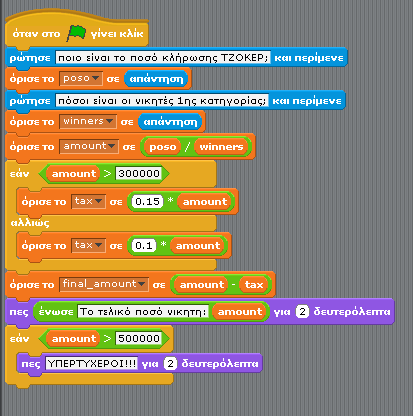 όταν στο γίνει κλίκ
ρώτησε ποιο είναι το ποσό κλήρωσης ΤΖΟΚΕΡ; και περίμενε
όρισε το poso σε απάντηση
ρώτησε πόσοι είναι οι νικητές 1ης κατηγορίας; και περίμενε
όρισε το winners σε απάντηση
όρισε το amount σε poso / winners
εάν amount > 300000
όρισε το tax σε 0.15 * amount
αλλιώς
όρισε το tax σε 0.1 * amount
όρισε το final_amount σε amount - tax
πες ένωσε Το τελικό ποσό νικητη: amount για 2 δευτερόλεπτα
εάν amount > 500000
πες ΥΠΕΡΤΥΧΕΡΟΙ!!! για 2 δευτερόλεπτα